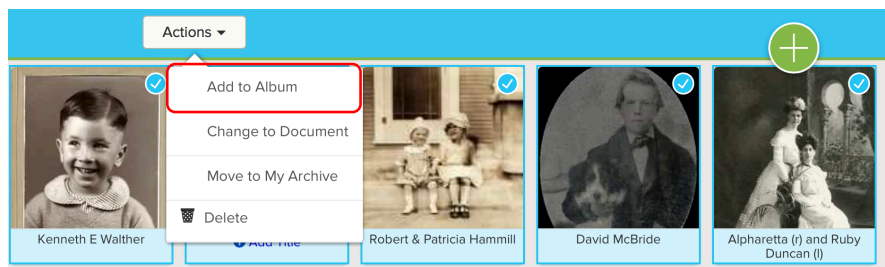 Actions
Add to Album
Change to Document
Move to My Archive
Delete
Kenneth E Walther
Add Title
Robert & Patricia Hammill
David McBride
Alpharetta (r) and Ruby
Duncan (l)